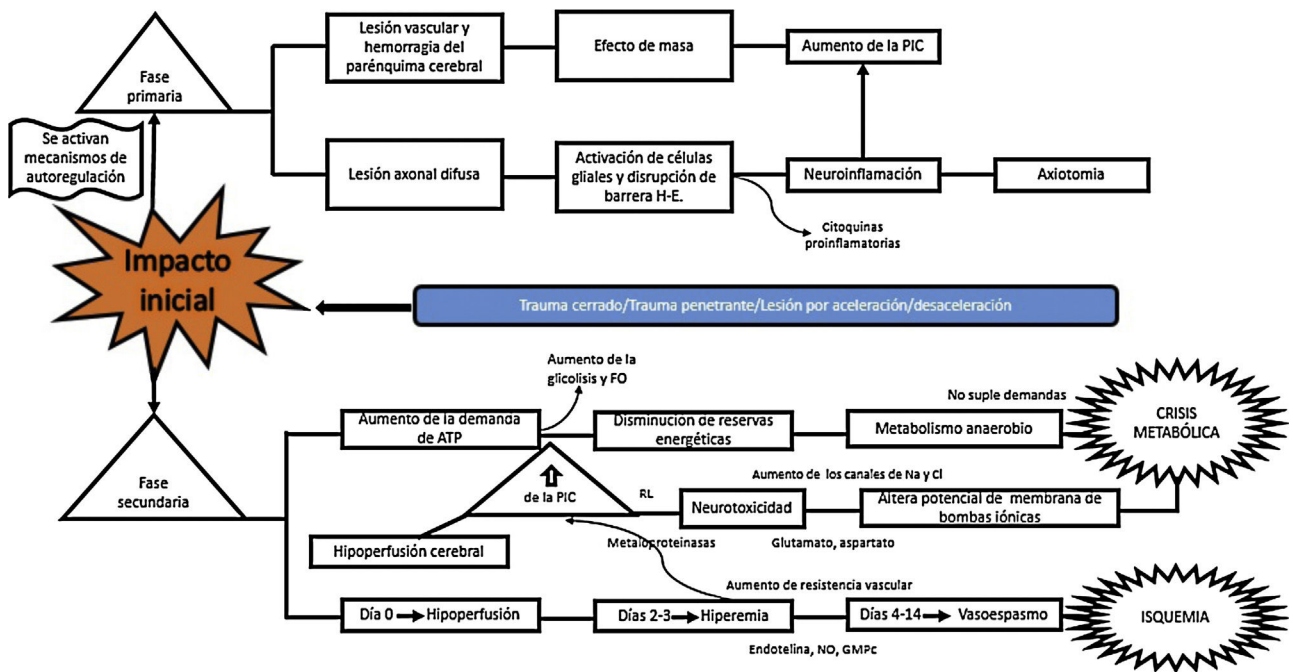 Lesión vascular y
hemorragia del
parénquima cerebral
Efecto de masa
Aumento de la PIC
Fase
primaria
Se activan
mecanismos de
autoregulación
Lesión axonal difusa
Activación de células
gliales y disrupción de
barrera H-E.
Neuroinflamación
Axiotomia
Citoquinas
proinflamatorias
Impacto
inicial
Trauma cerrado/Trauma penetrante/Lesión por aceleración/desaceleración
Aumento de la
glicolisis y FO
No suple demandas
Aumento de la demanda
de ATP
Disminución de reservas
energéticas
Metabolismo anaerobio
CRISIS
METABÓLICA
Fase
secundaria
de la PIC
RL
Aumento de los canales de Na y Cl
Neurotoxicidad
Altera potencial de membrana de
bombas iónicas
Hipoperfusión cerebral
Metaloproteinasas
Glutamato, aspartato
Aumento de resistencia vascular
Día 0 → Hipoperfusión
Días 2-3 → Hiperemia
Días 4-14 → Vasoespasmo
ISQUEMIA
Endotelina, NO, GMPc